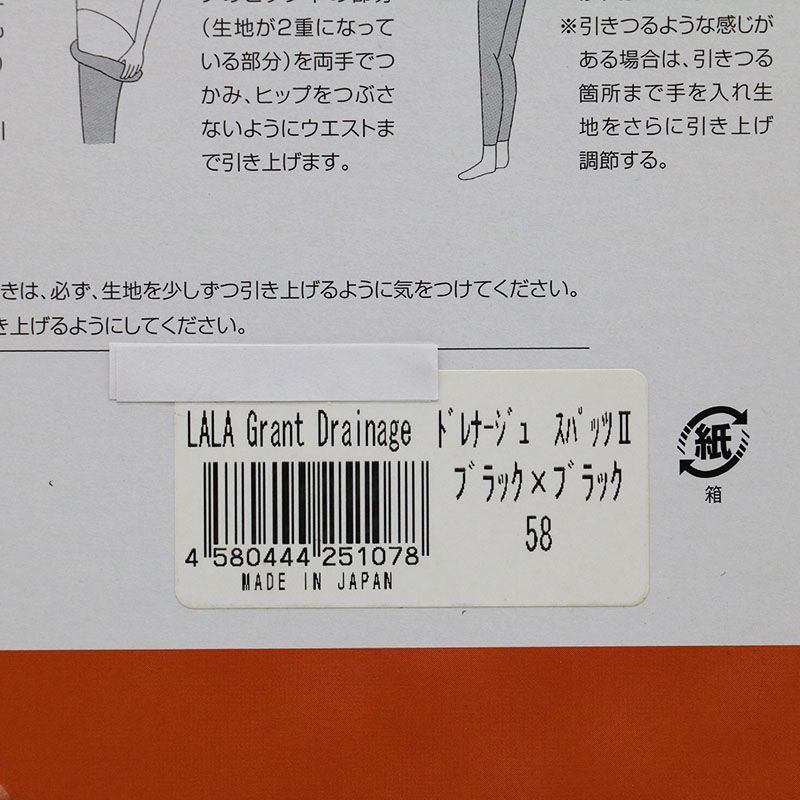 (生地が2重になって
いる部分)を両手でつ
かみ、ヒップをつぶさ
ないようにウエストま
で引き上げます。
※引きつるような感じが
ある場合は、引きつる
箇所まで手を入れ生
地をさらに引き上げ
調節する。
きは、必ず、生地を少しずつ引き上げるように気をつけてください。
き上げるようにしてください。
LALA Grant Drainage ﾄﾞﾚﾅｰｼﾞｭ ｽﾊﾟｯﾂⅡ
ﾌﾞﾗｯｸ×ﾌﾞﾗｯｸ
58
4 580444 251078
MADE IN JAPAN
紙
箱